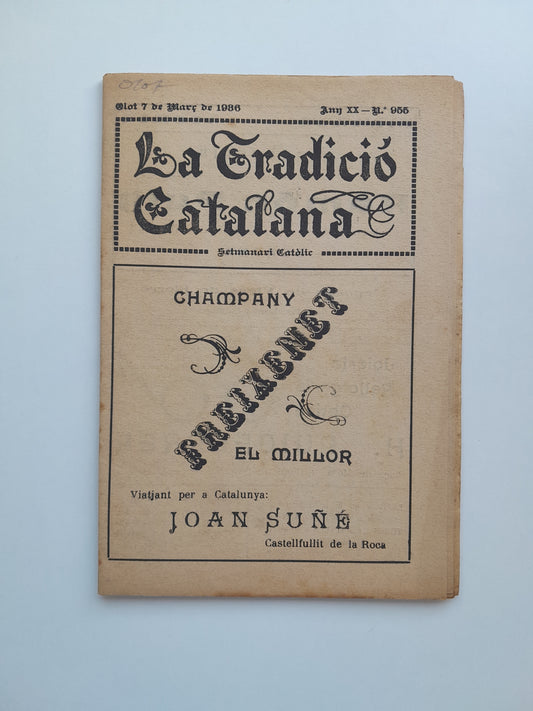 Olot
Olot 7 de Març de 1936 Any XX—N.º 955
La Tradició
Catalana
Setmanari Catòlic
CHAMPANY
FREIXENET
EL MILLOR
Viatjant per a Catalunya:
JOAN SUÑÉ
Castellfullit de la Roca